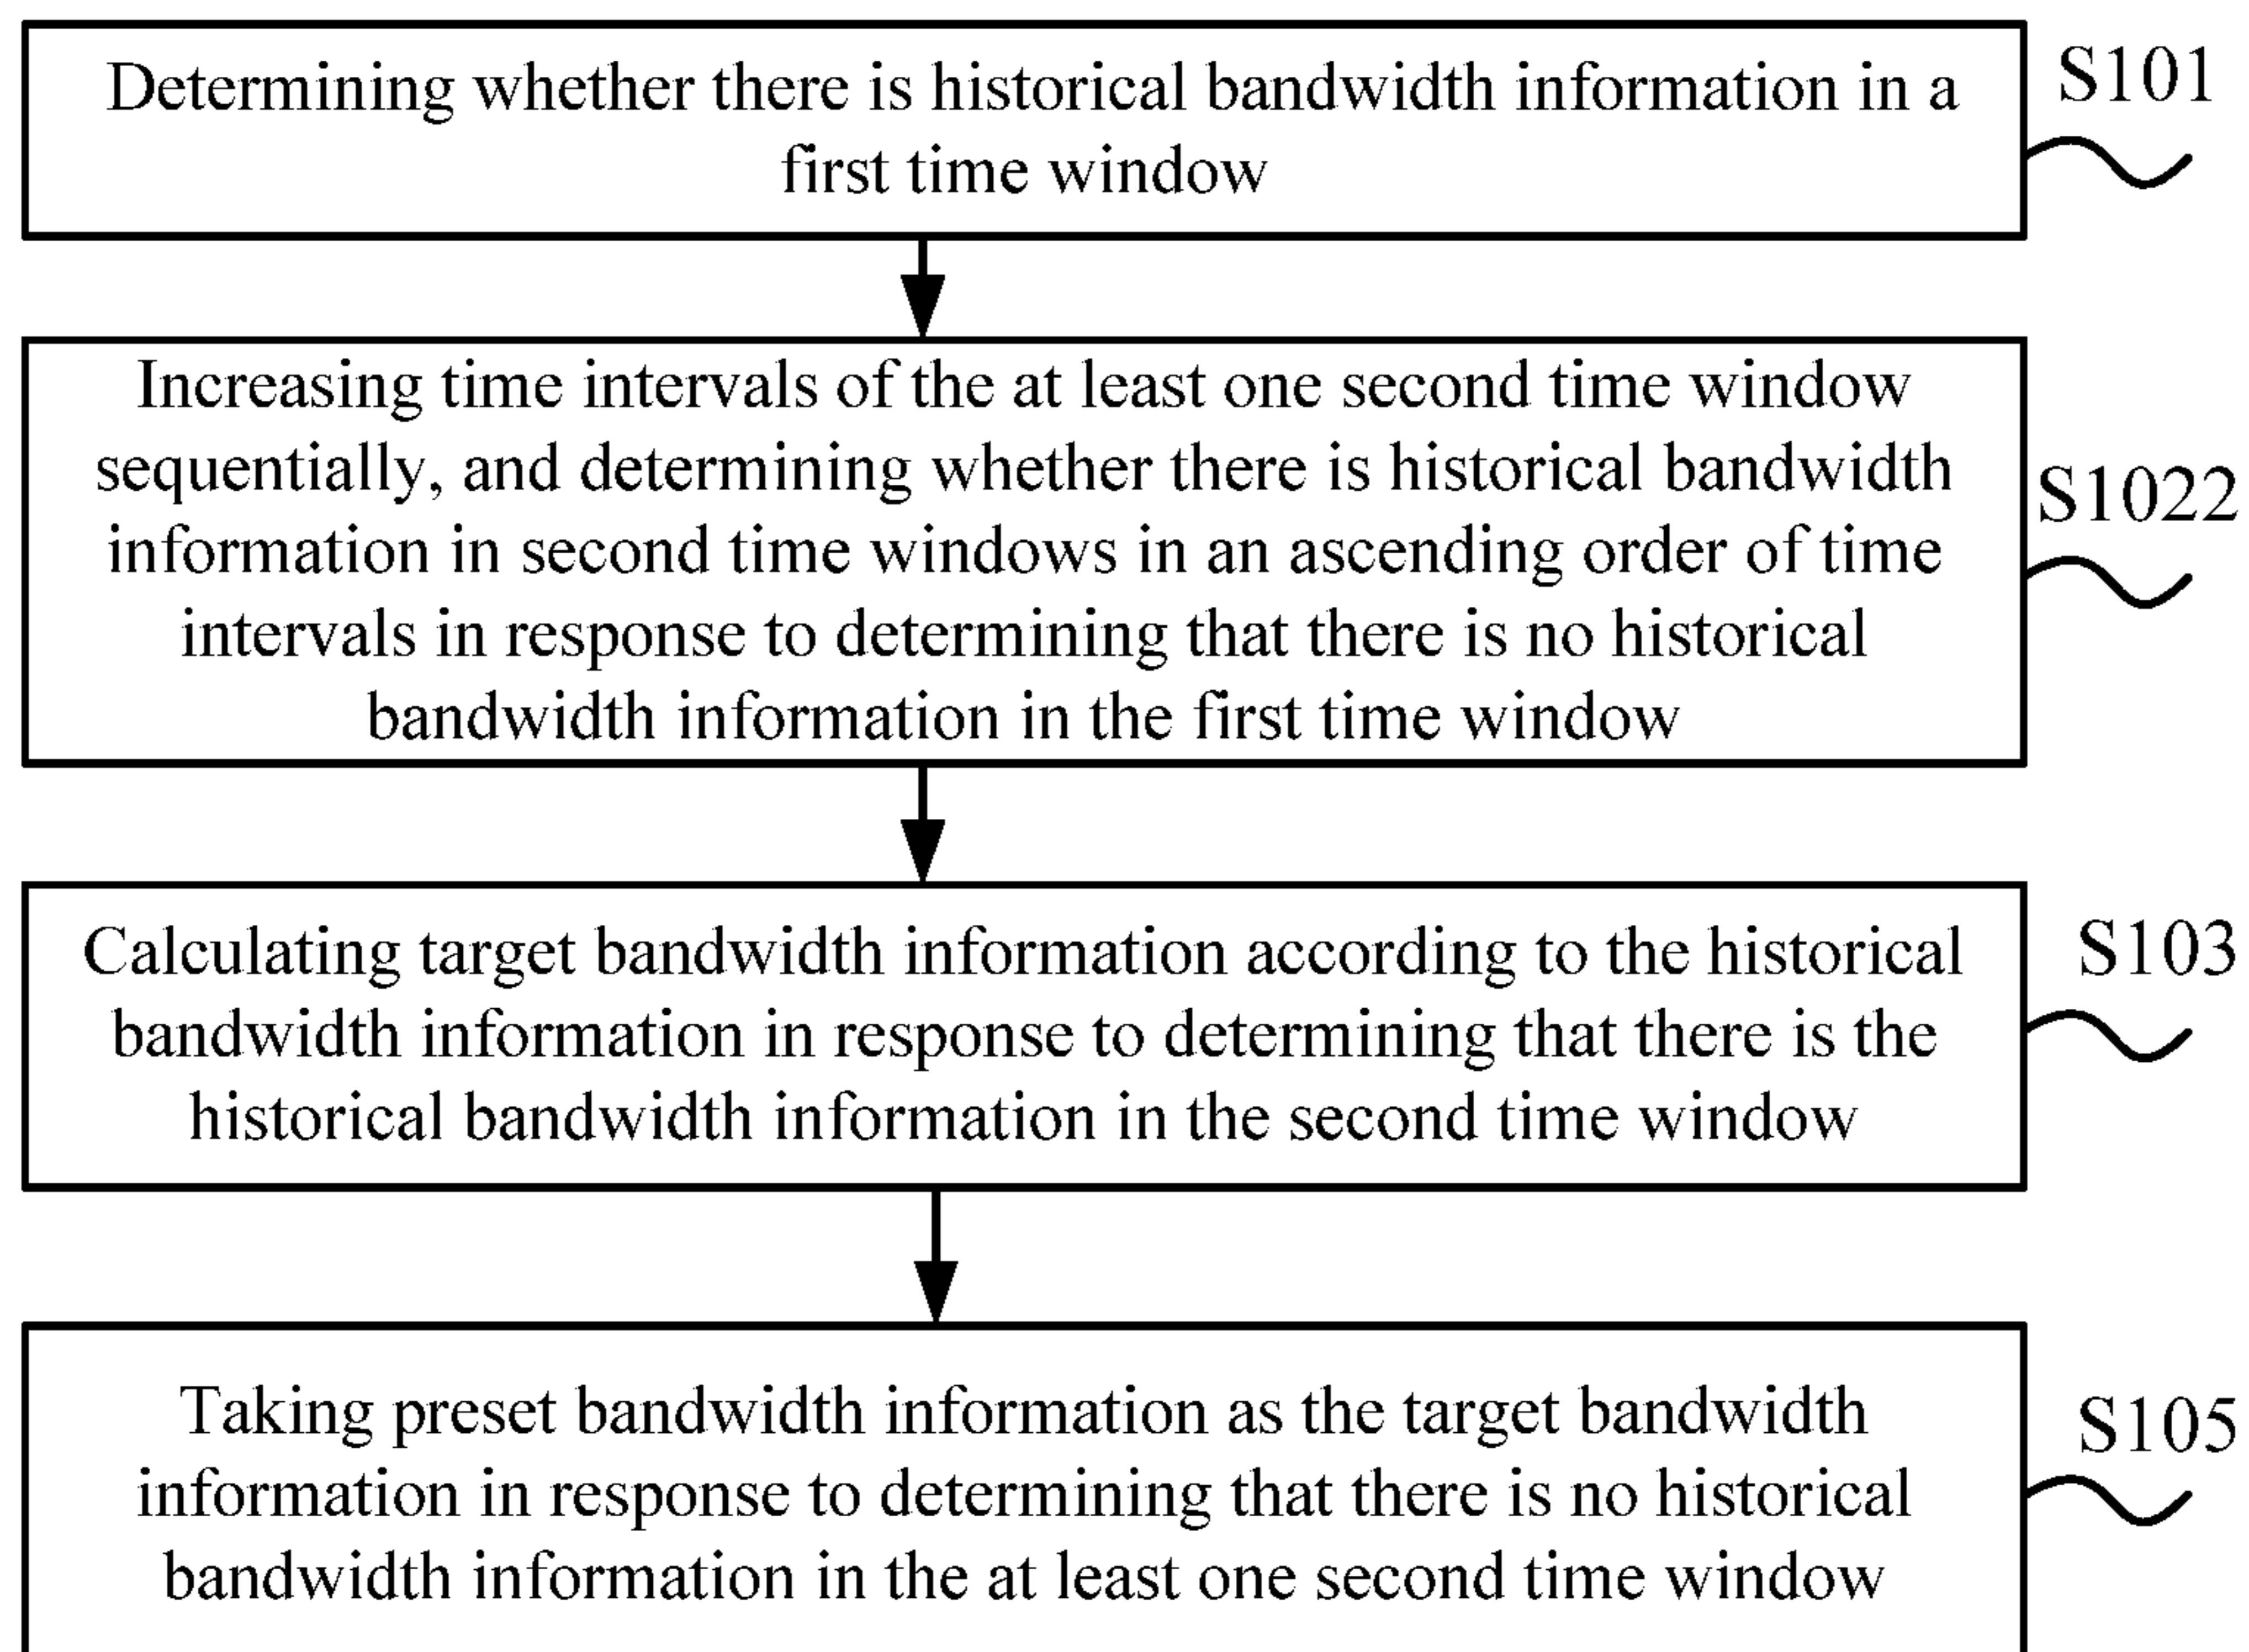 Determining whether there is historical bandwidth information in a
first time window
S101
Increasing time intervals of the at least one second time window
sequentially, and determining whether there is historical bandwidth
information in second time windows in an ascending order of time
intervals in response to determining that there is no historical
bandwidth information in the first time window
S1022
Calculating target bandwidth information according to the historical
bandwidth information in response to determining that there is the
historical bandwidth information in the second time window
S103
Taking preset bandwidth information as the target bandwidth
information in response to determining that there is no historical
bandwidth information in the at least one second time window
S105